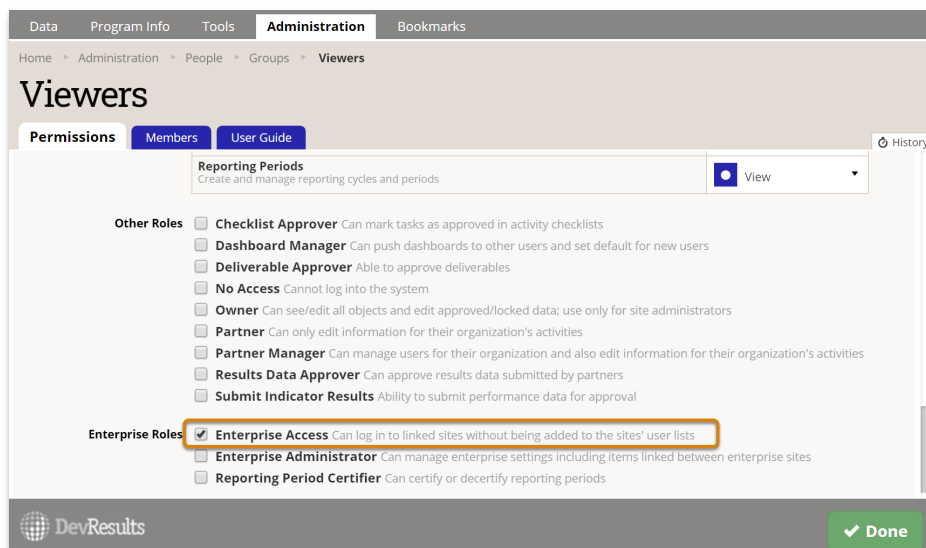 Data Program Info Tools Administration Bookmarks
Home Administration People Groups Viewers
Viewers
Permissions Members User Guide
History
Reporting Periods
Create and manage reporting cycles and periods
View
Other Roles Checklist Approver Can mark tasks as approved in activity checklists
Dashboard Manager Can push dashboards to other users and set default for new users
Deliverable Approver Able to approve deliverables
No Access Cannot log into the system
Owner Can see/edit all objects and edit approved/locked data; use only for site administrators
Partner Can only edit information for their organization's activities
Partner Manager Can manage users for their organization and also edit information for their organization's activities
Results Data Approver Can approve results data submitted by partners
Submit Indicator Results Ability to submit performance data for approval
Enterprise Roles Enterprise Access Can log in to linked sites without being added to the sites' user lists
Enterprise Administrator Can manage enterprise settings including items linked between enterprise sites
Reporting Period Certifier Can certify or decertify reporting periods
DevResults
Done